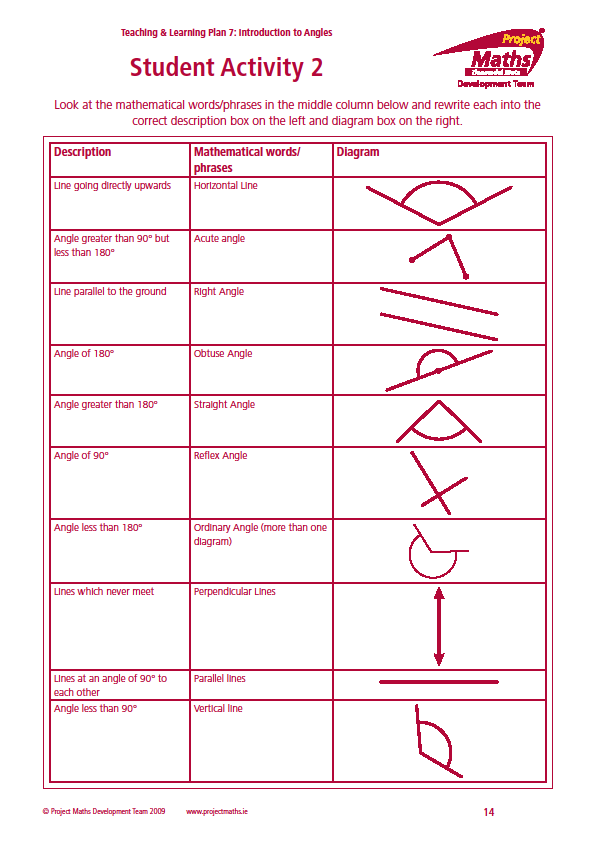 Teaching & Learning Plan 7: Introduction to Angles
Project
Maths
Development Team
Student Activity 2
Look at the mathematical words/phrases in the middle column below and rewrite each into the
correct description box on the left and diagram box on the right.
Description
Mathematical words/
phrases
Diagram
Line going directly upwards
Horizontal Line
Angle greater than 90° but
less than 180°
Acute angle
Line parallel to the ground
Right Angle
Angle of 180°
Obtuse Angle
Angle greater than 180°
Straight Angle
Angle of 90°
Reflex Angle
Angle less than 180°
Ordinary Angle (more than one
diagram)
Lines which never meet
Perpendicular Lines
Lines at an angle of 90° to
each other
Parallel lines
Angle less than 90°
Vertical line
© Project Maths Development Team 2009
www.projectmaths.ie
14